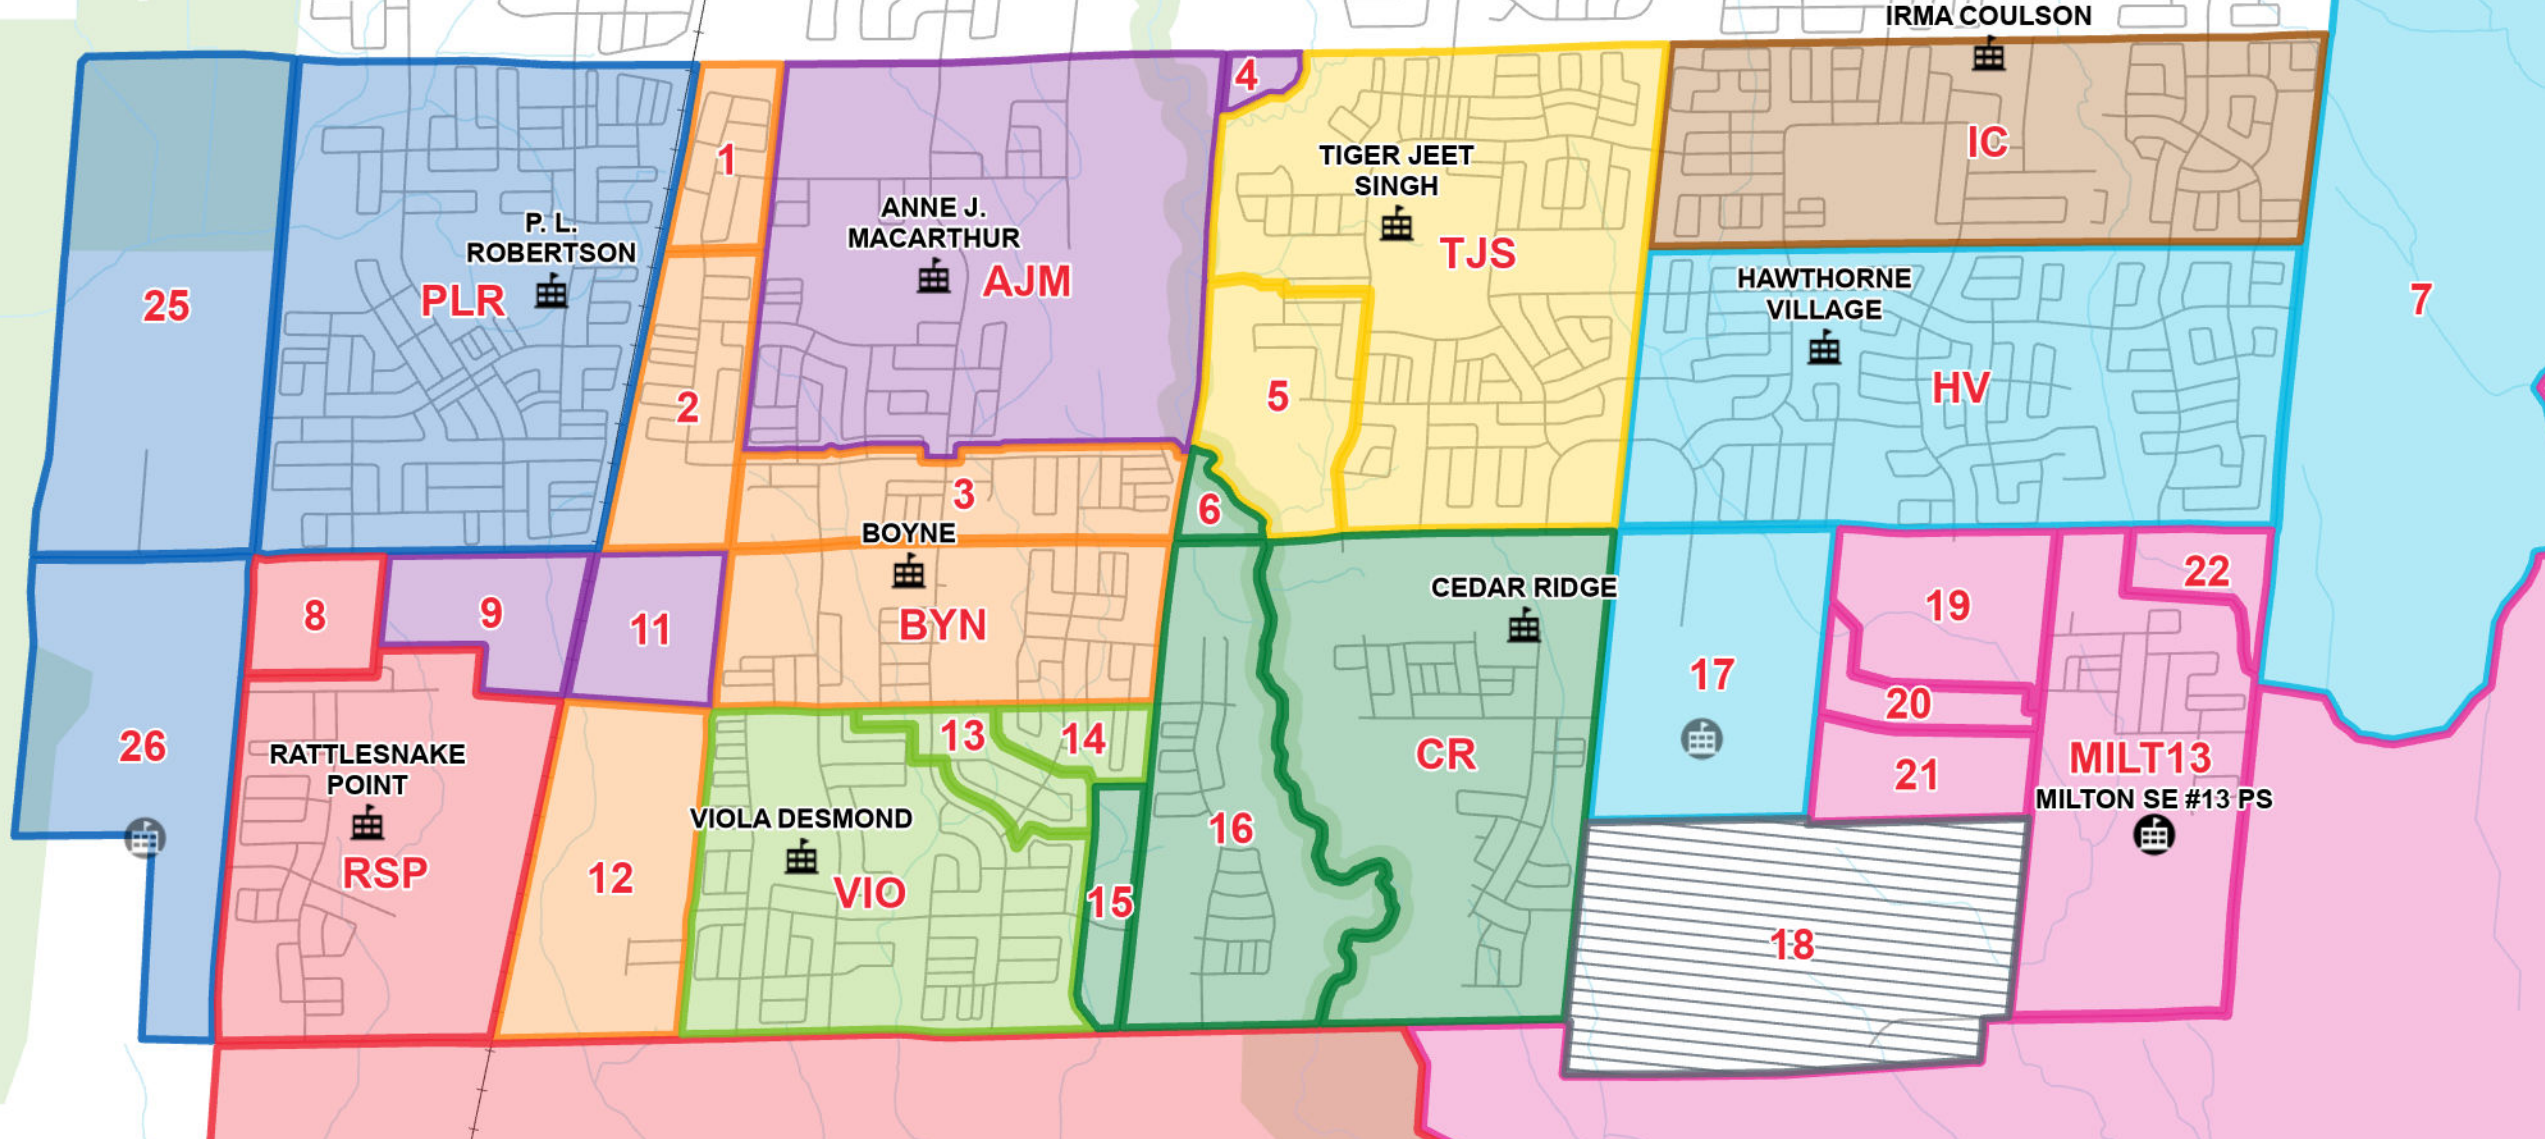 IRMA COULSON
4
IC
1
TIGER JEET
SINGH
TJS
ANNE J.
MACARTHUR
AJM
P. L.
ROBERTSON
PLR
25
HAWTHORNE
VILLAGE
HV
7
2
5
3
6
BOYNE
BYN
8
9
11
CEDAR RIDGE
CR
22
19
17
20
21
MILT13
MILTON SE #13 PS
26
RATTLESNAKE
POINT
RSP
13
14
VIOLA DESMOND
VIO
12
15
16
18